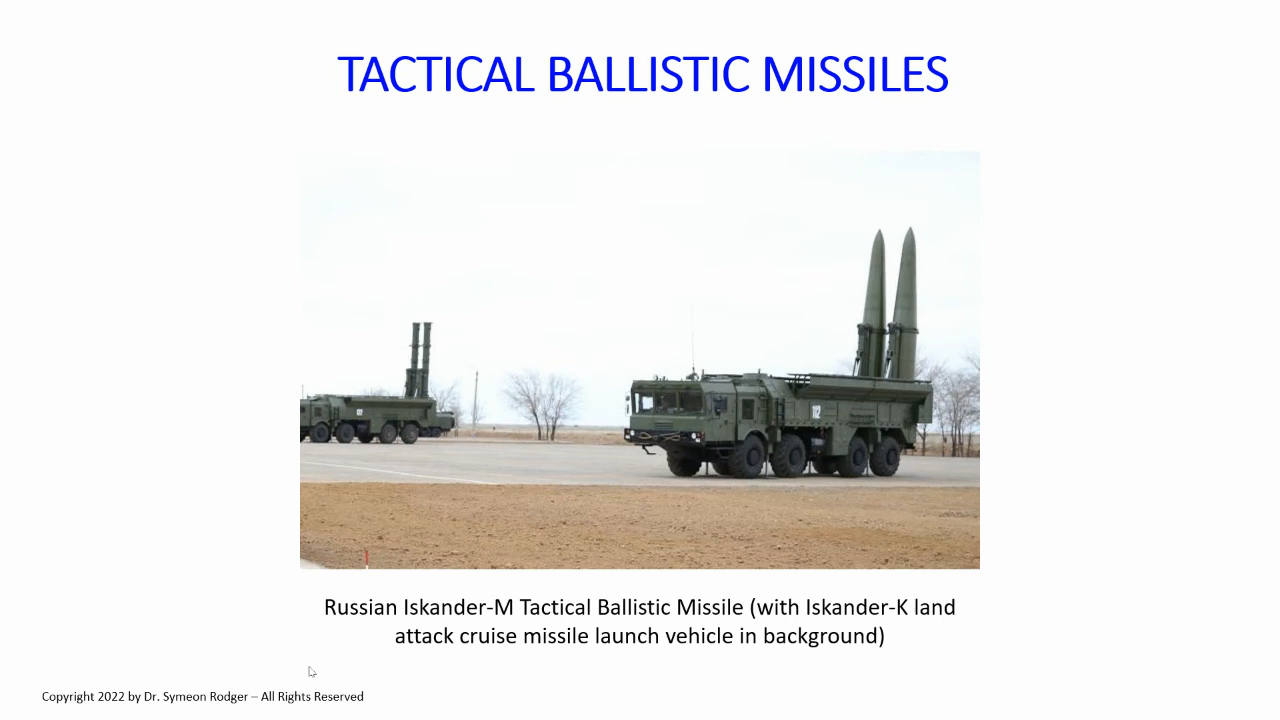 TACTICAL BALLISTIC MISSILES
112
Russian Iskander-M Tactical Ballistic Missile (with Iskander-K land
attack cruise missile launch vehicle in background)
Copyright 2022 by Dr. Symeon Rodger – All Rights Reserved